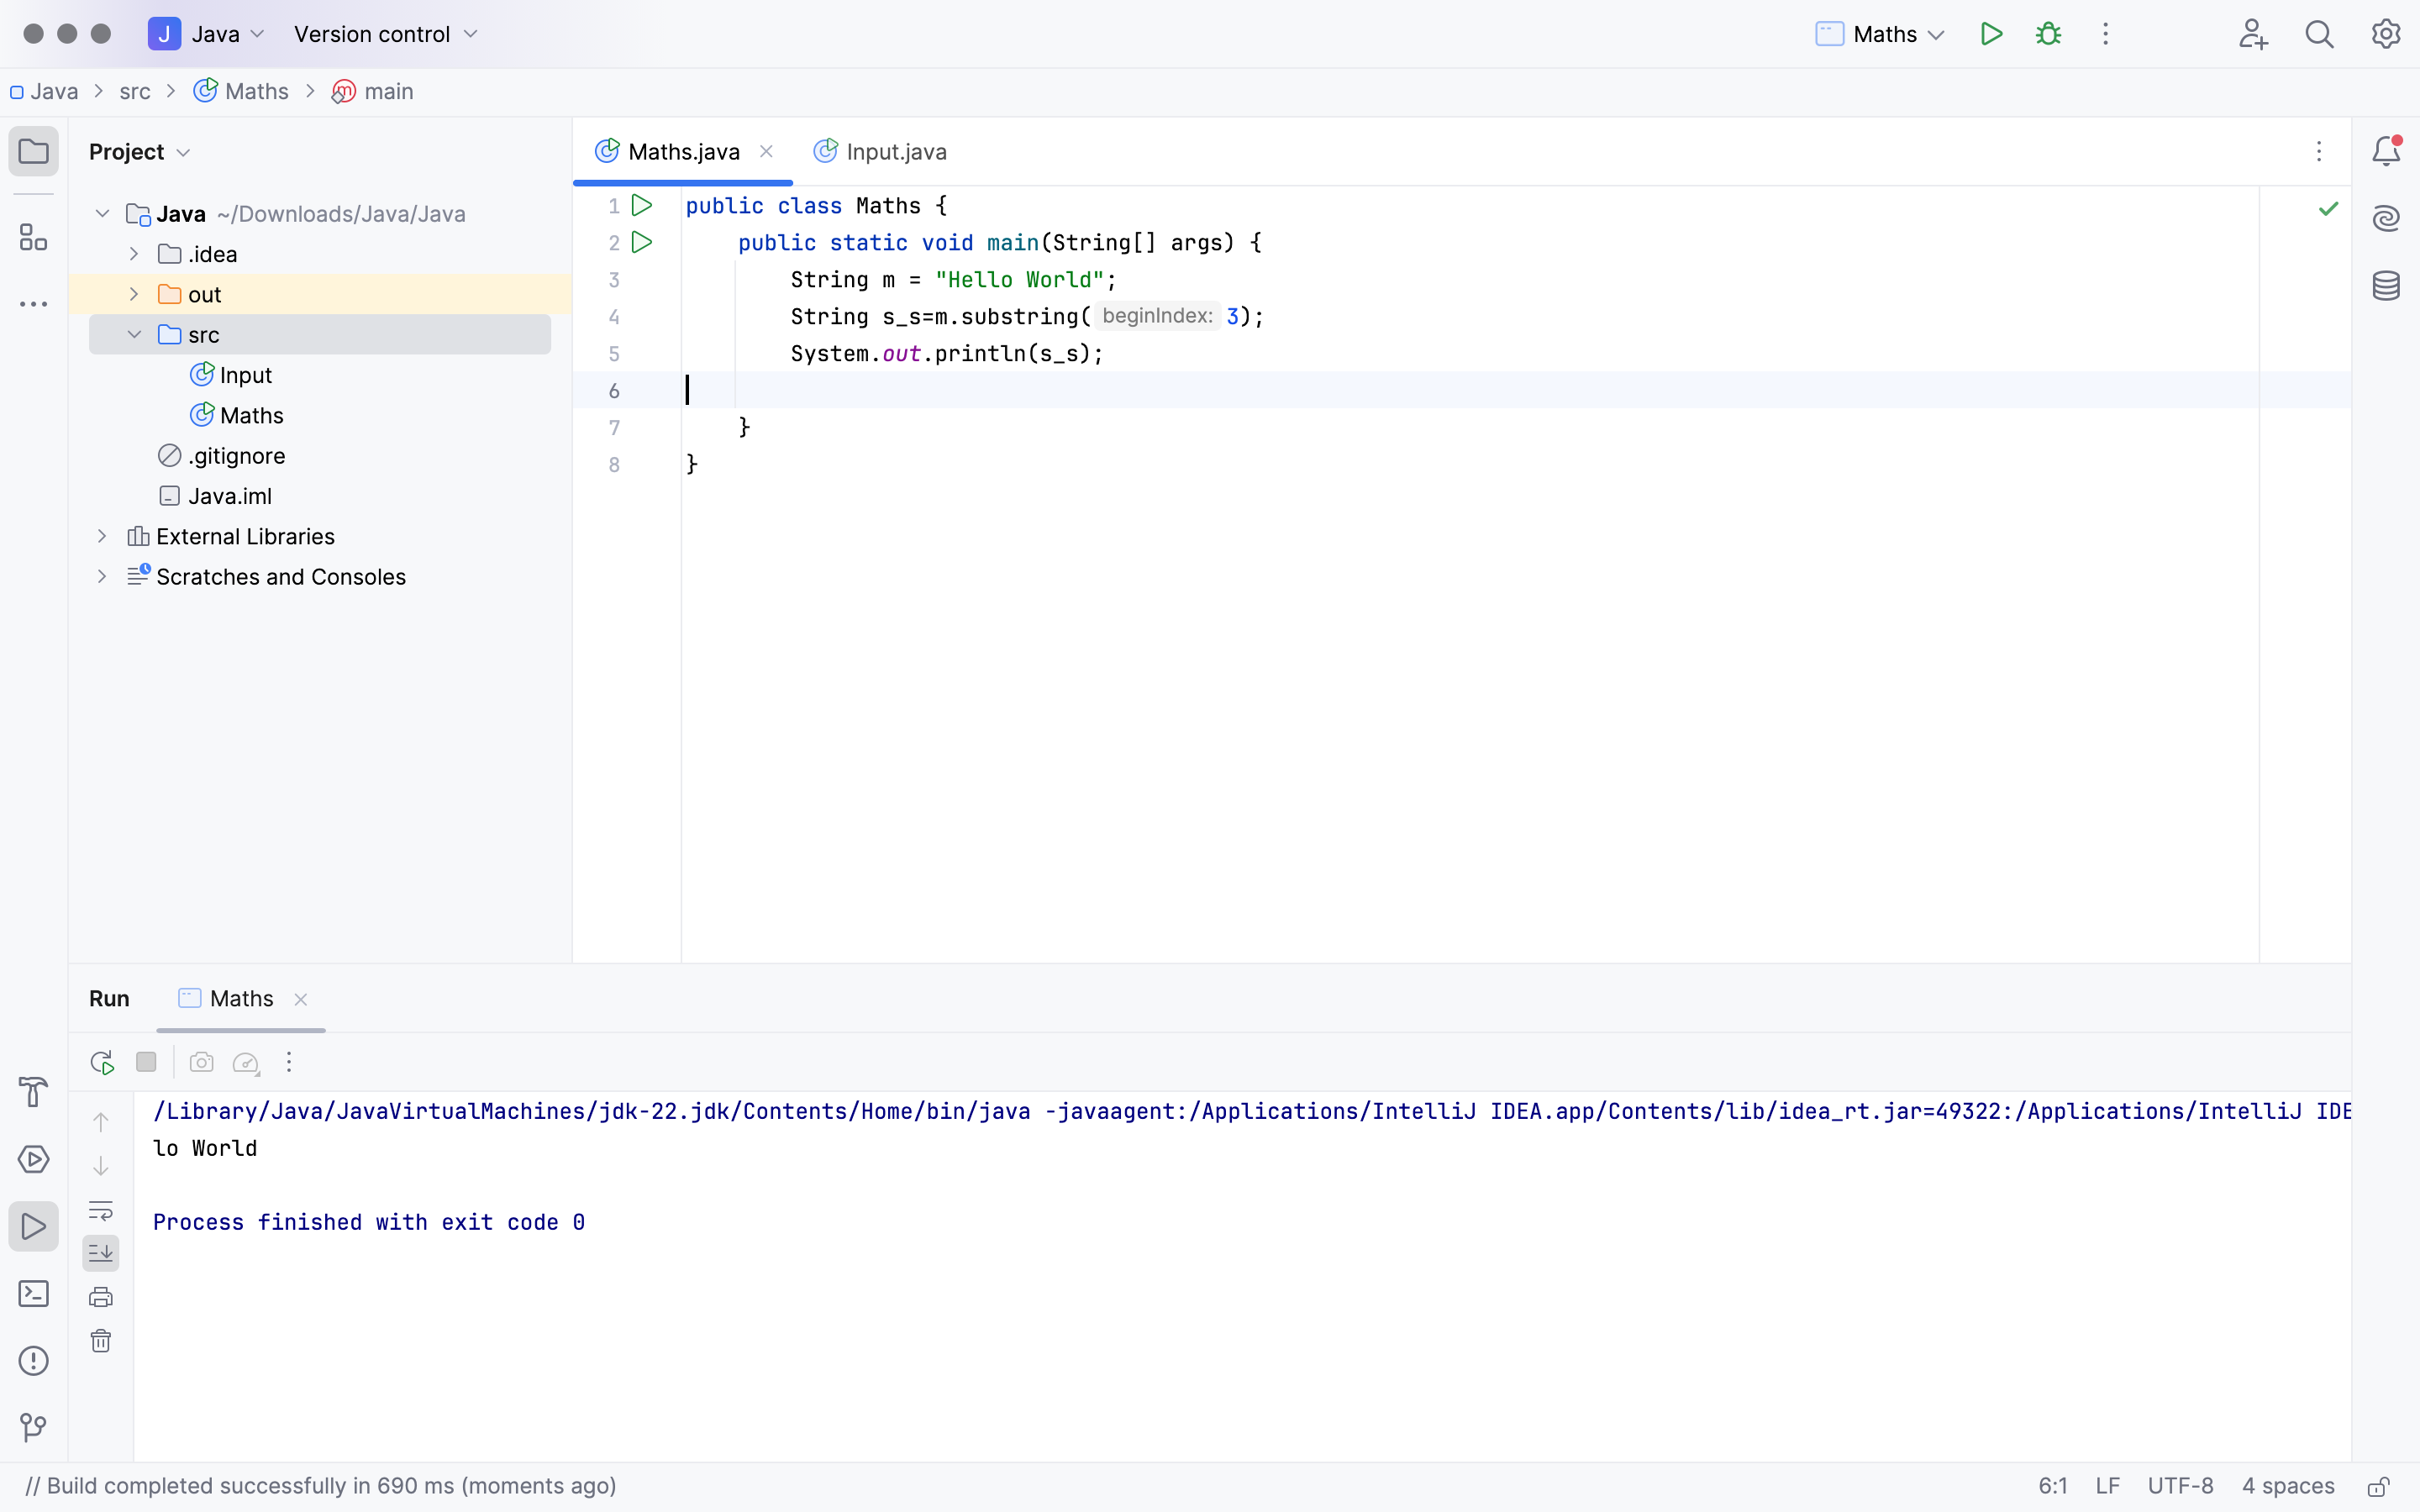 J Java Version control Maths
Java src Maths main
Project
Java ~/Downloads/Java/Java
.idea
out
src
Input
Maths
.gitignore
Java.iml
External Libraries
Scratches and Consoles
Maths.java Input.java
1 public class Maths {
2 public static void main(String[] args) {
3 String m = "Hello World";
4 String s_s=m.substring( beginIndex: 3);
5 System.out.println(s_s);
6
7 }
8 }
Run Maths
/Library/Java/JavaVirtualMachines/jdk-22.jdk/Contents/Home/bin/java -javaagent:/Applications/IntelliJ IDEA.app/Contents/lib/idea_rt.jar=49322:/Applications/IntelliJ IDE
lo World
Process finished with exit code 0
// Build completed successfully in 690 ms (moments ago) 6:1 LF UTF-8 4 spaces